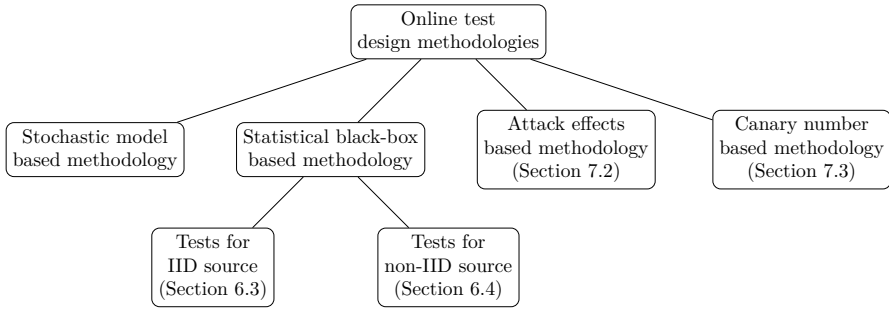 Online test
design methodologies
Stochastic model
based methodology
Statistical black-box
based methodology
Attack effects
based methodology
(Section 7.2)
Canary number
based methodology
(Section 7.3)
Tests for
IID source
(Section 6.3)
Tests for
non-IID source
(Section 6.4)